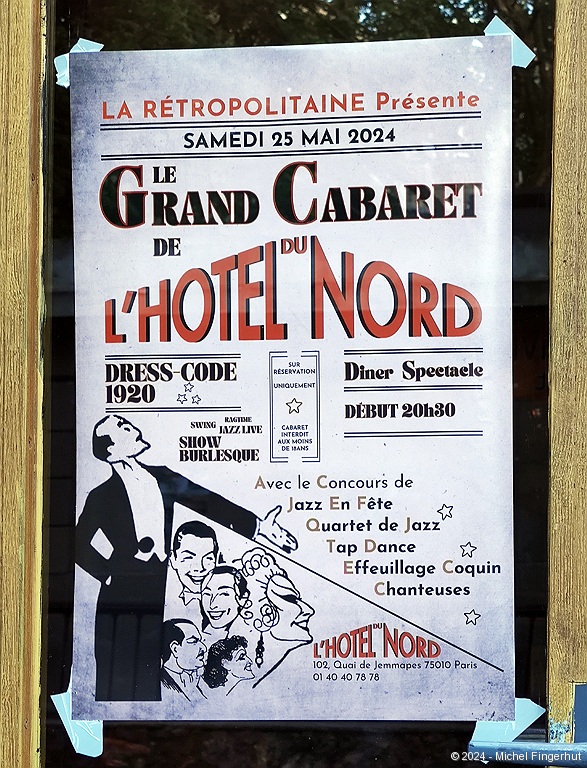 LA RÉTROPOLITAINE Présente
SAMEDI 25 MAI 2024
LE
GRAND CABARET
DE
L'HOTEL DU NORD
DRESS-CODE
1920
SWING
RAGTIME
JAZZ LIVE
SHOW
BURLESQUE
SUR
RÉSERVATION
UNIQUEMENT
CABARET
INTERDIT
AUX MOINS
DE 18ANS
Diner Spectacle
DÉBUT 20h30
Avec le Concours de
Jazz En Fête
Quartet de Jazz
Tap Dance
Effeuillage Coquin
Chanteuses
L'HOTEL DU NORD
102, Quai de Jemmapes 75010 Paris
01 40 40 78 78
© 2024 - Michel Fingerhut